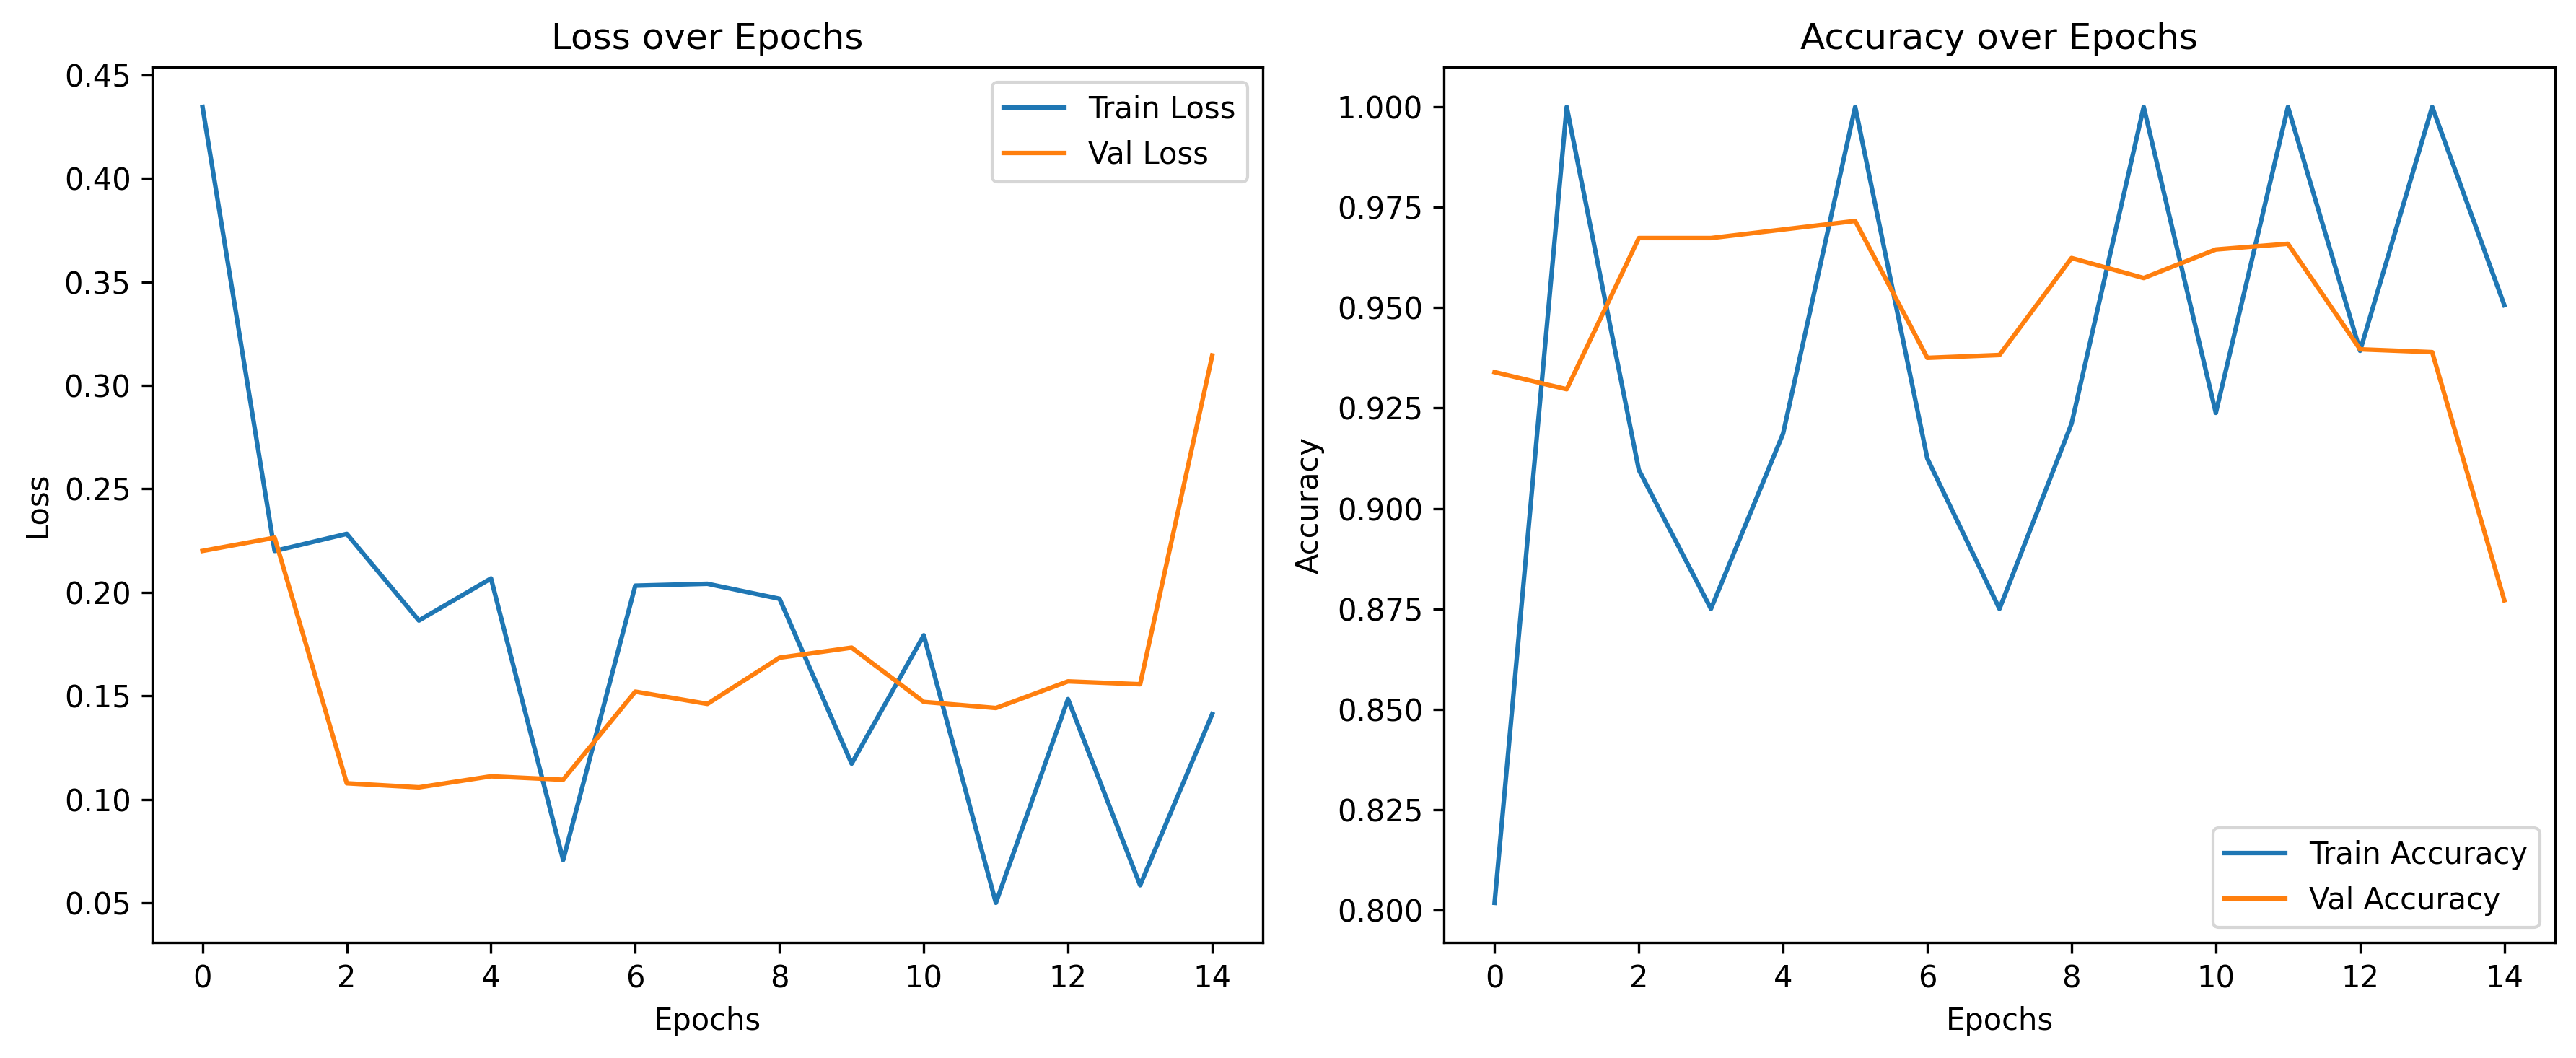 Loss over Epochs
0.45
0.40
0.35
0.30
0.25
0.20
0.15
0.10
0.05
Loss
Train Loss
Val Loss
0 2 4 6 8 10 12 14
Epochs
Accuracy over Epochs
1.000
0.975
0.950
0.925
0.900
0.875
0.850
0.825
0.800
Accuracy
Train Accuracy
Val Accuracy
0 2 4 6 8 10 12 14
Epochs